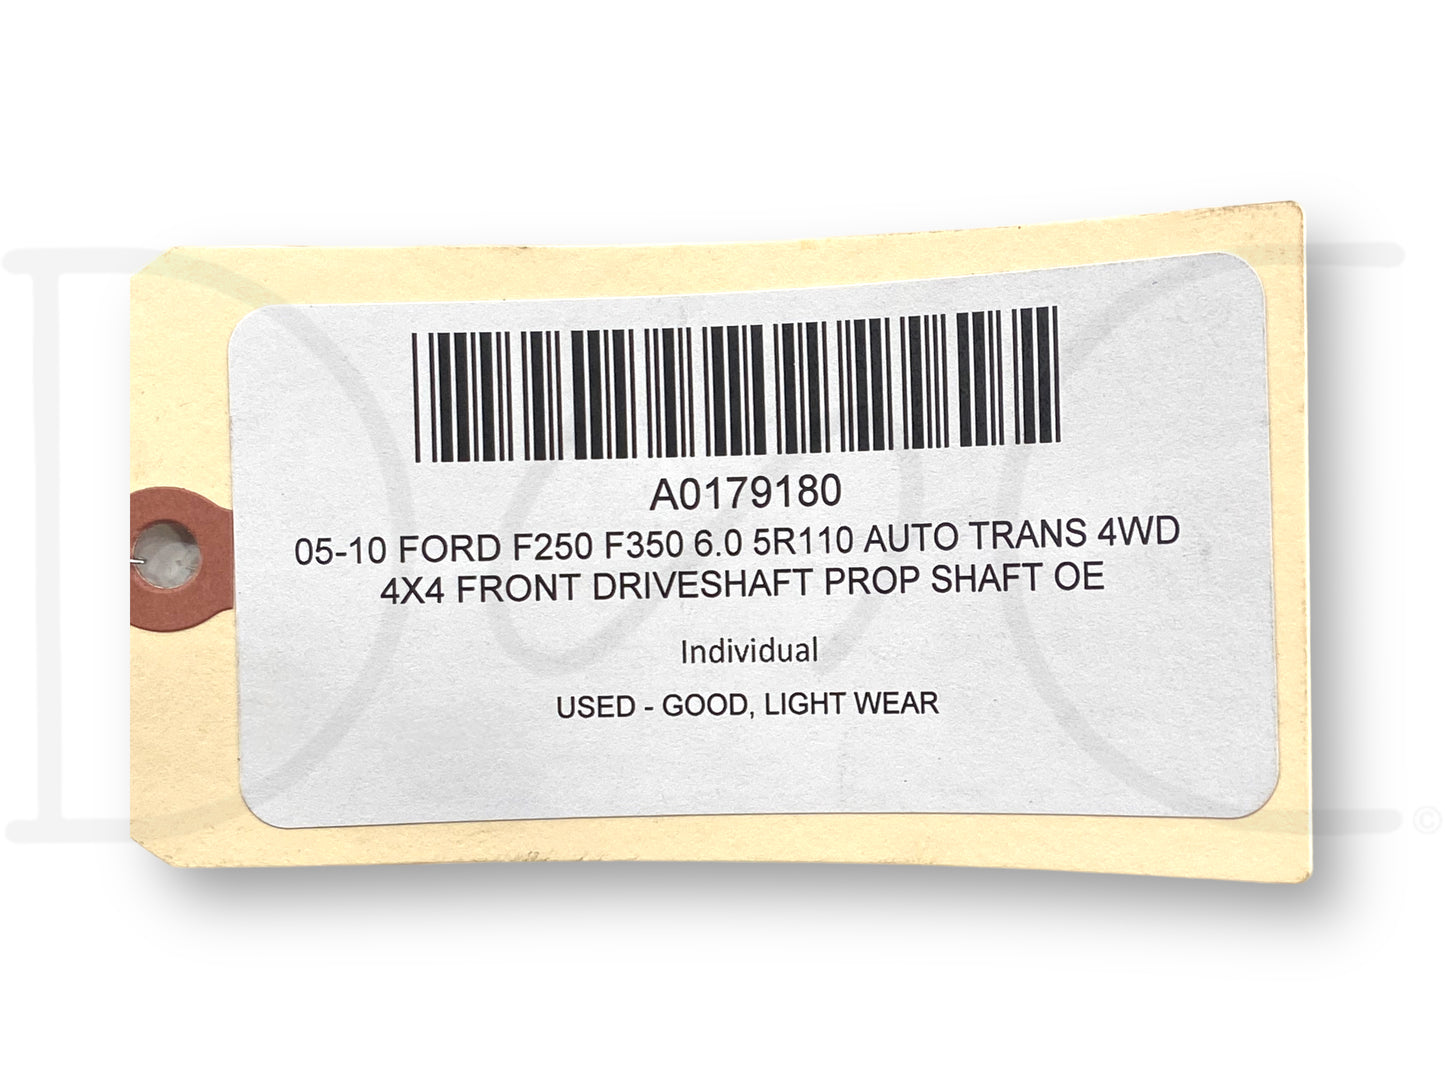 A0179180
05-10 FORD F250 F350 6.0 5R110 AUTO TRANS 4WD
4X4 FRONT DRIVESHAFT PROP SHAFT OE
Individual
USED - GOOD, LIGHT WEAR
©